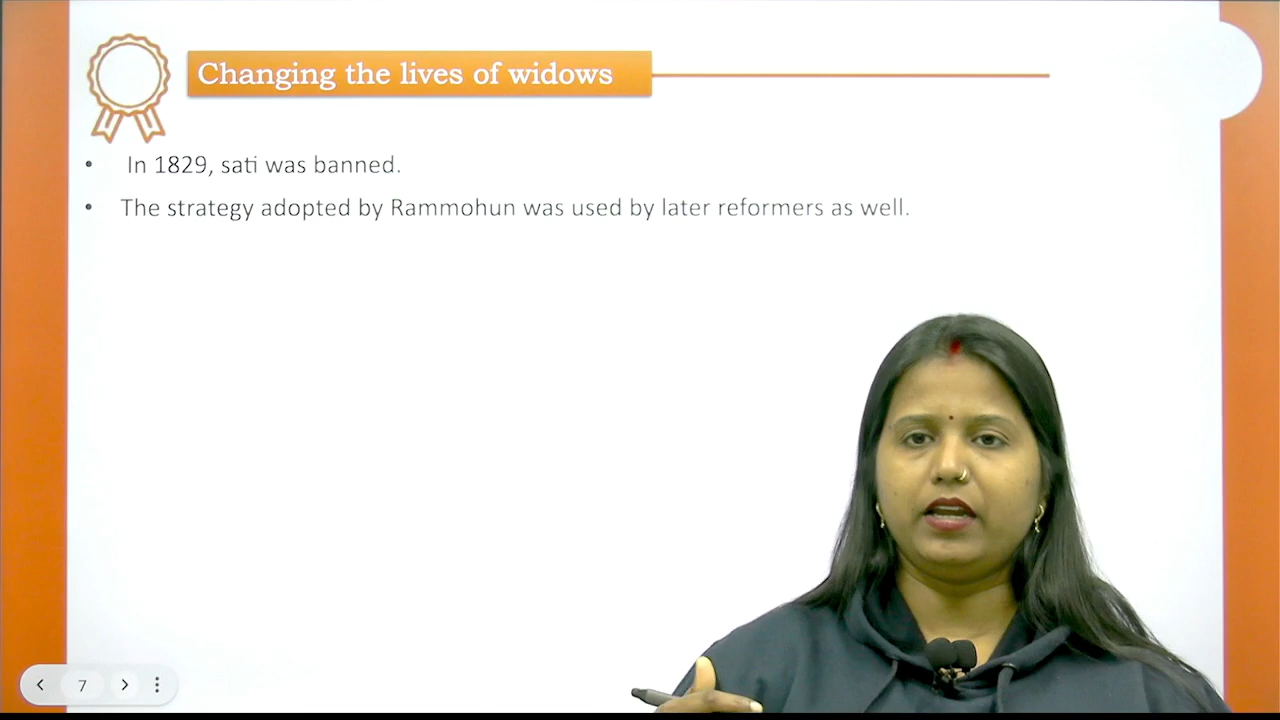 Changing the lives of widows
• In 1829, sati was banned.
• The strategy adopted by Rammohun was used by later reformers as well.
7